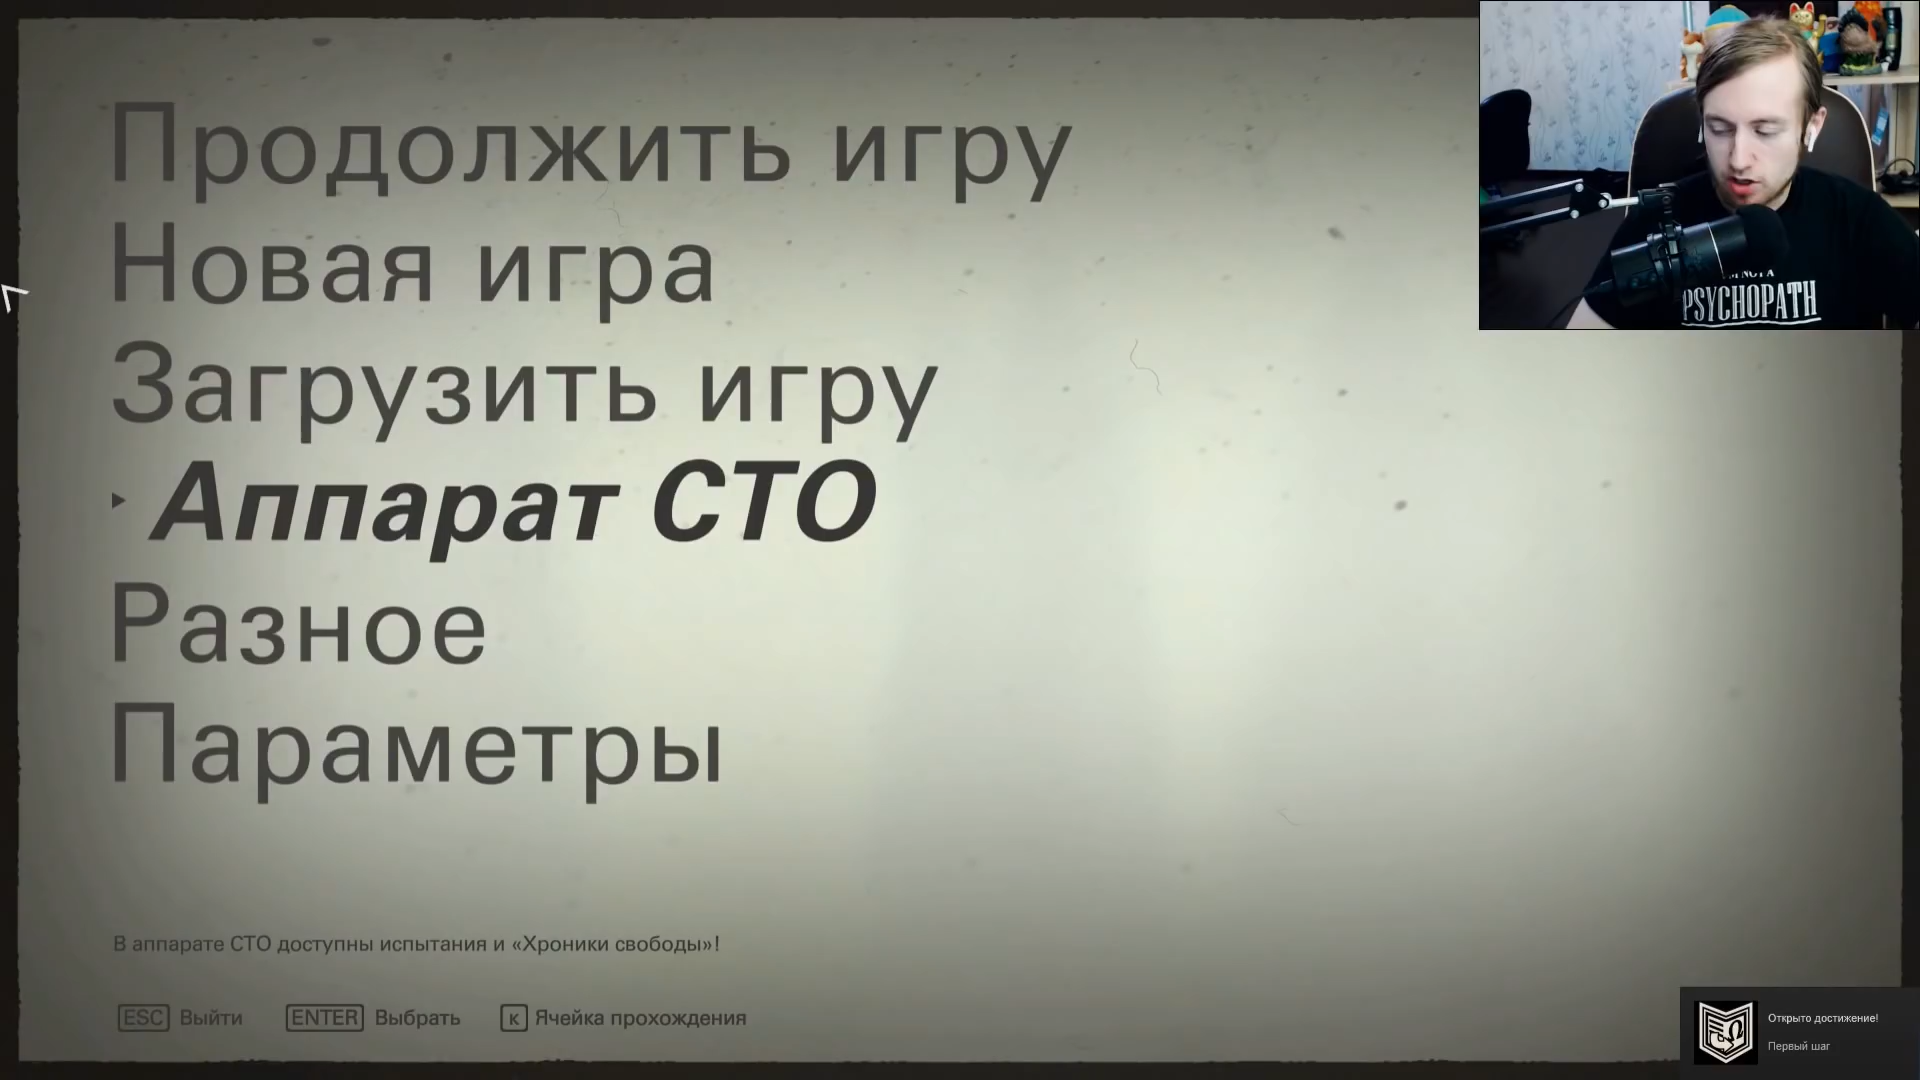 Продолжить игру
Новая игра
Загрузить игру
Аппарат СТО
Разное
Параметры
В аппарате СТО доступны испытания и «Хроники свободы»!
ESC Выйти ENTER Выбрать К Ячейка прохождения
PSYCHOPATH
Открыто достижение!
Первый шаг